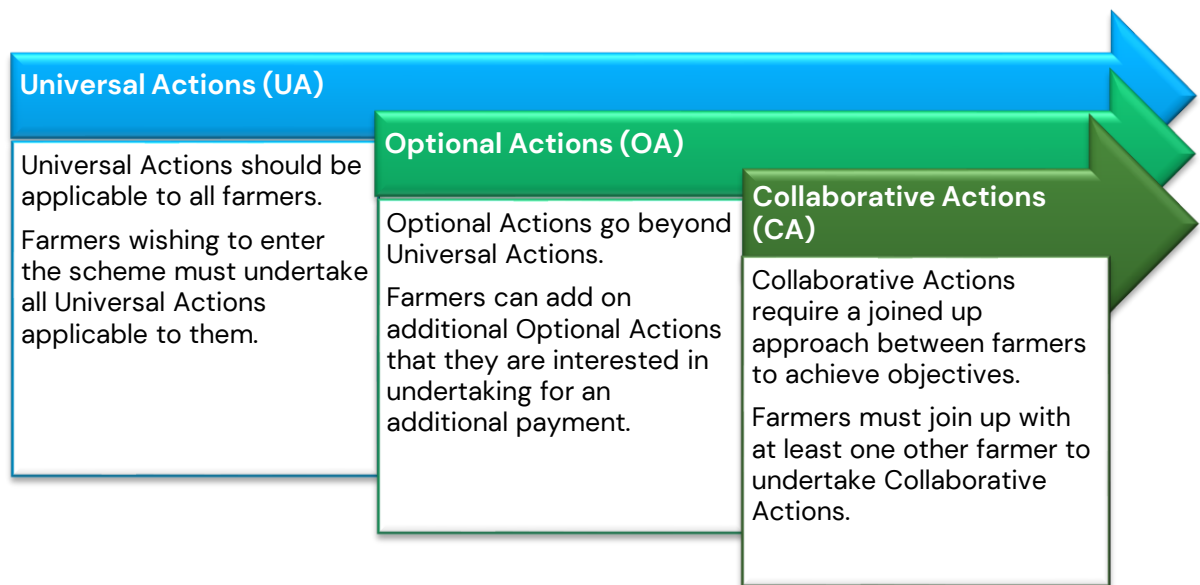 Universal Actions (UA)
Universal Actions should be
applicable to all farmers.
Farmers wishing to enter
the scheme must undertake
all Universal Actions
applicable to them.
Optional Actions (OA)
Optional Actions go beyond
Universal Actions.
Farmers can add on
additional Optional Actions
that they are interested in
undertaking for an
additional payment.
Collaborative Actions
(CA)
Collaborative Actions
require a joined up
approach between farmers
to achieve objectives.
Farmers must join up with
at least one other farmer to
undertake Collaborative
Actions.